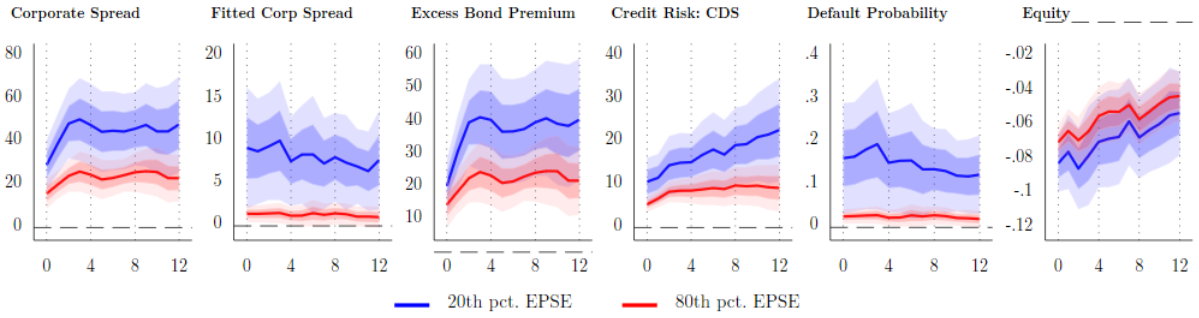 Corporate Spread Fitted Corp Spread Excess Bond Premium Credit Risk: CDS Default Probability Equity
80 20 60 40 .4 -.02
60 15 50 30 .3 -.04
40 10 40 20 .2 -.06
20 5 30 10 .1 -.08
0 0 20 0 0 -.1
10 -.12
0 4 8 12 0 4 8 12 0 4 8 12 0 4 8 12 0 4 8 12 0 4 8 12
20th pct. EPSE 80th pct. EPSE